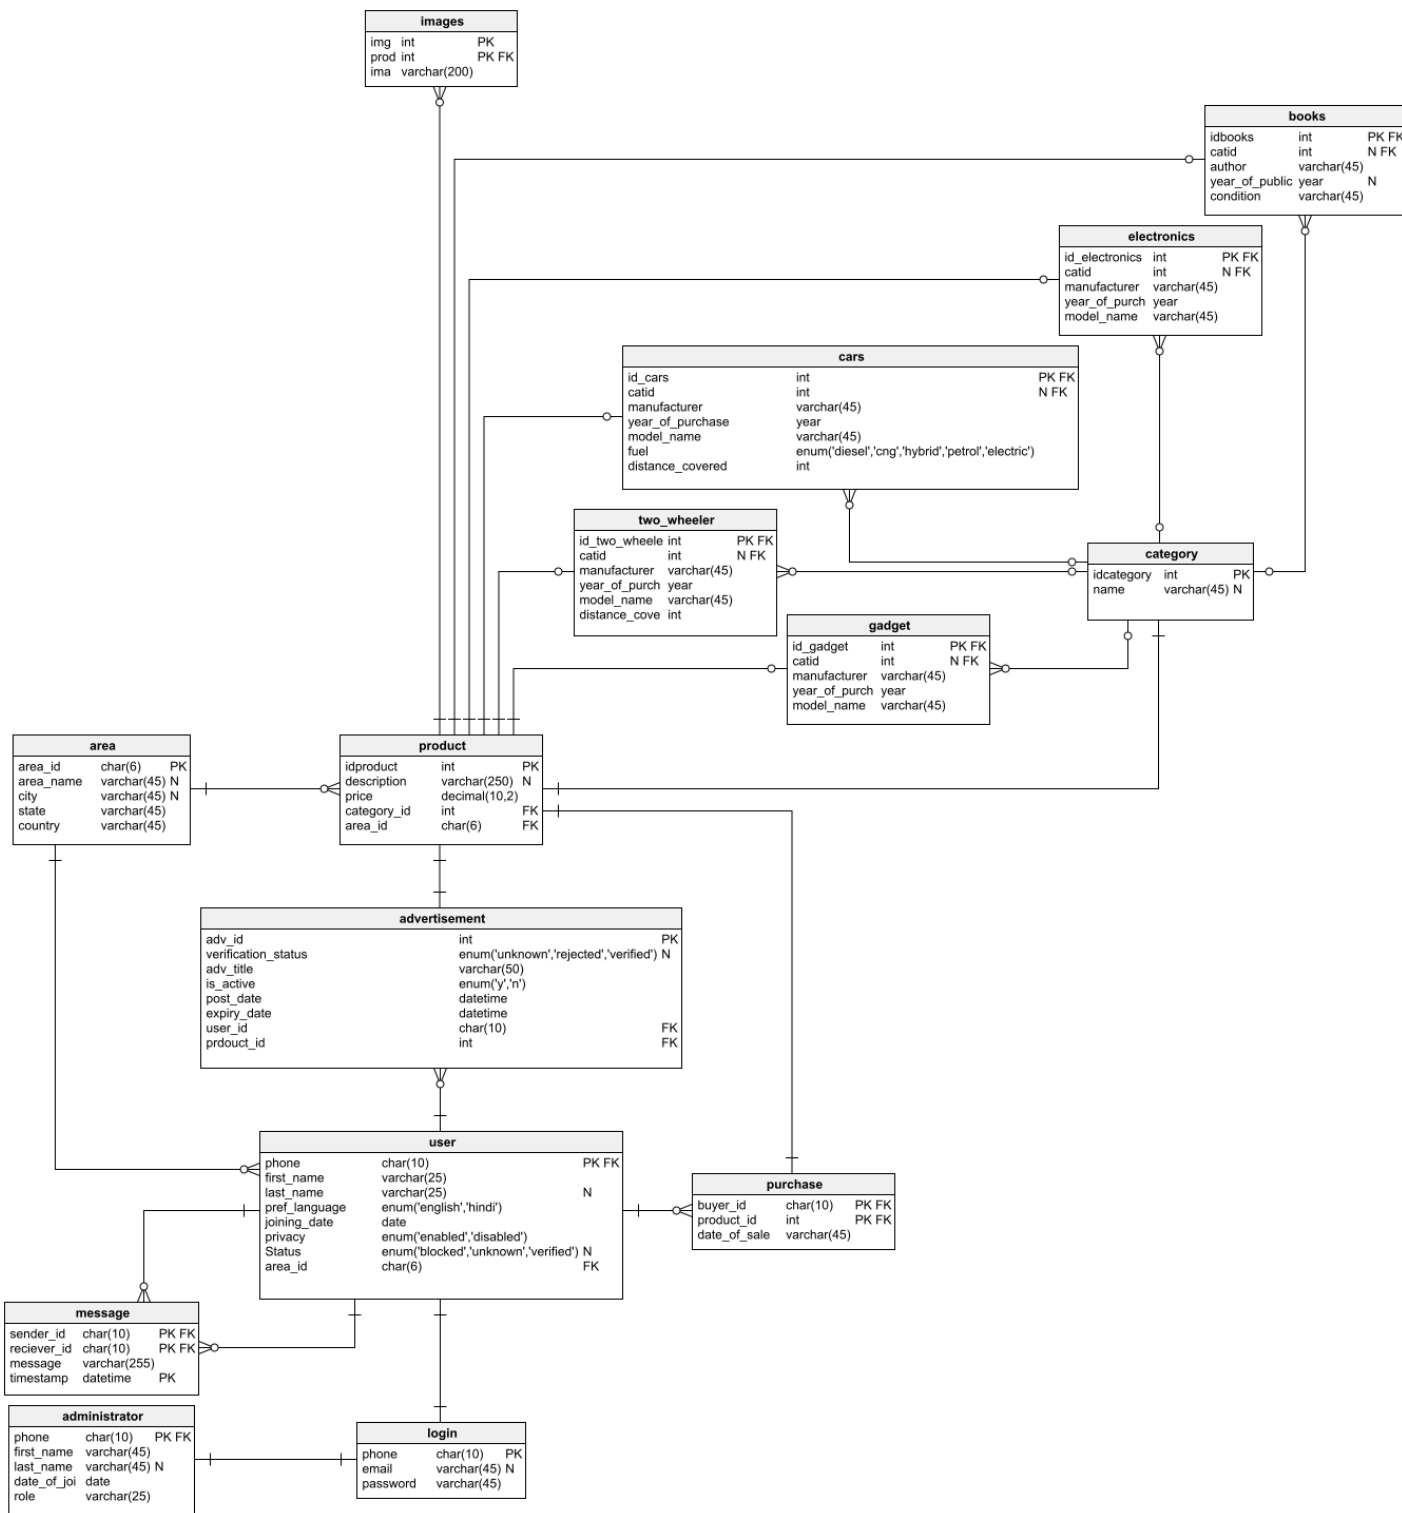 images
img int PK
prod int PK FK
ima varchar(200)
books
idbooks int PK FK
catid int N FK
author varchar(45)
year_of_public year N
condition varchar(45)
electronics
id_electronics int PK FK
catid int N FK
manufacturer varchar(45)
year_of_purch year
model_name varchar(45)
cars
id_cars int PK FK
catid int N FK
manufacturer varchar(45)
year_of_purchase year
model_name varchar(45)
fuel enum('diesel','cng','hybrid','petrol','electric')
distance_covered int
two_wheeler
id_two_wheele int PK FK
catid int N FK
manufacturer varchar(45)
year_of_purch year
model_name varchar(45)
distance_cove int
category
idcategory int PK
name varchar(45) N
gadget
id_gadget int PK FK
catid int N FK
manufacturer varchar(45)
year_of_purch year
model_name varchar(45)
area
area_id char(6) PK
area_name varchar(45) N
city varchar(45) N
state varchar(45)
country varchar(45)
product
idproduct int PK
description varchar(250) N
price decimal(10,2)
category_id int FK
area_id char(6) FK
advertisement
adv_id int PK
verification_status enum('unknown','rejected','verified') N
adv_title varchar(50)
is_active enum('y','n')
post_date datetime
expiry_date datetime
user_id char(10) FK
prdouct_id int FK
user
phone char(10) PK FK
first_name varchar(25)
last_name varchar(25) N
pref_language enum('english','hindi')
joining_date date
privacy enum('enabled','disabled')
Status enum('blocked','unknown','verified') N
area_id char(6) FK
purchase
buyer_id char(10) PK FK
product_id int PK FK
date_of_sale varchar(45)
message
sender_id char(10) PK FK
reciever_id char(10) PK FK
message varchar(255)
timestamp datetime PK
administrator
phone char(10) PK FK
first_name varchar(45)
last_name varchar(45) N
date_of_joi date
role varchar(25)
login
phone char(10) PK
email varchar(45) N
password varchar(45)